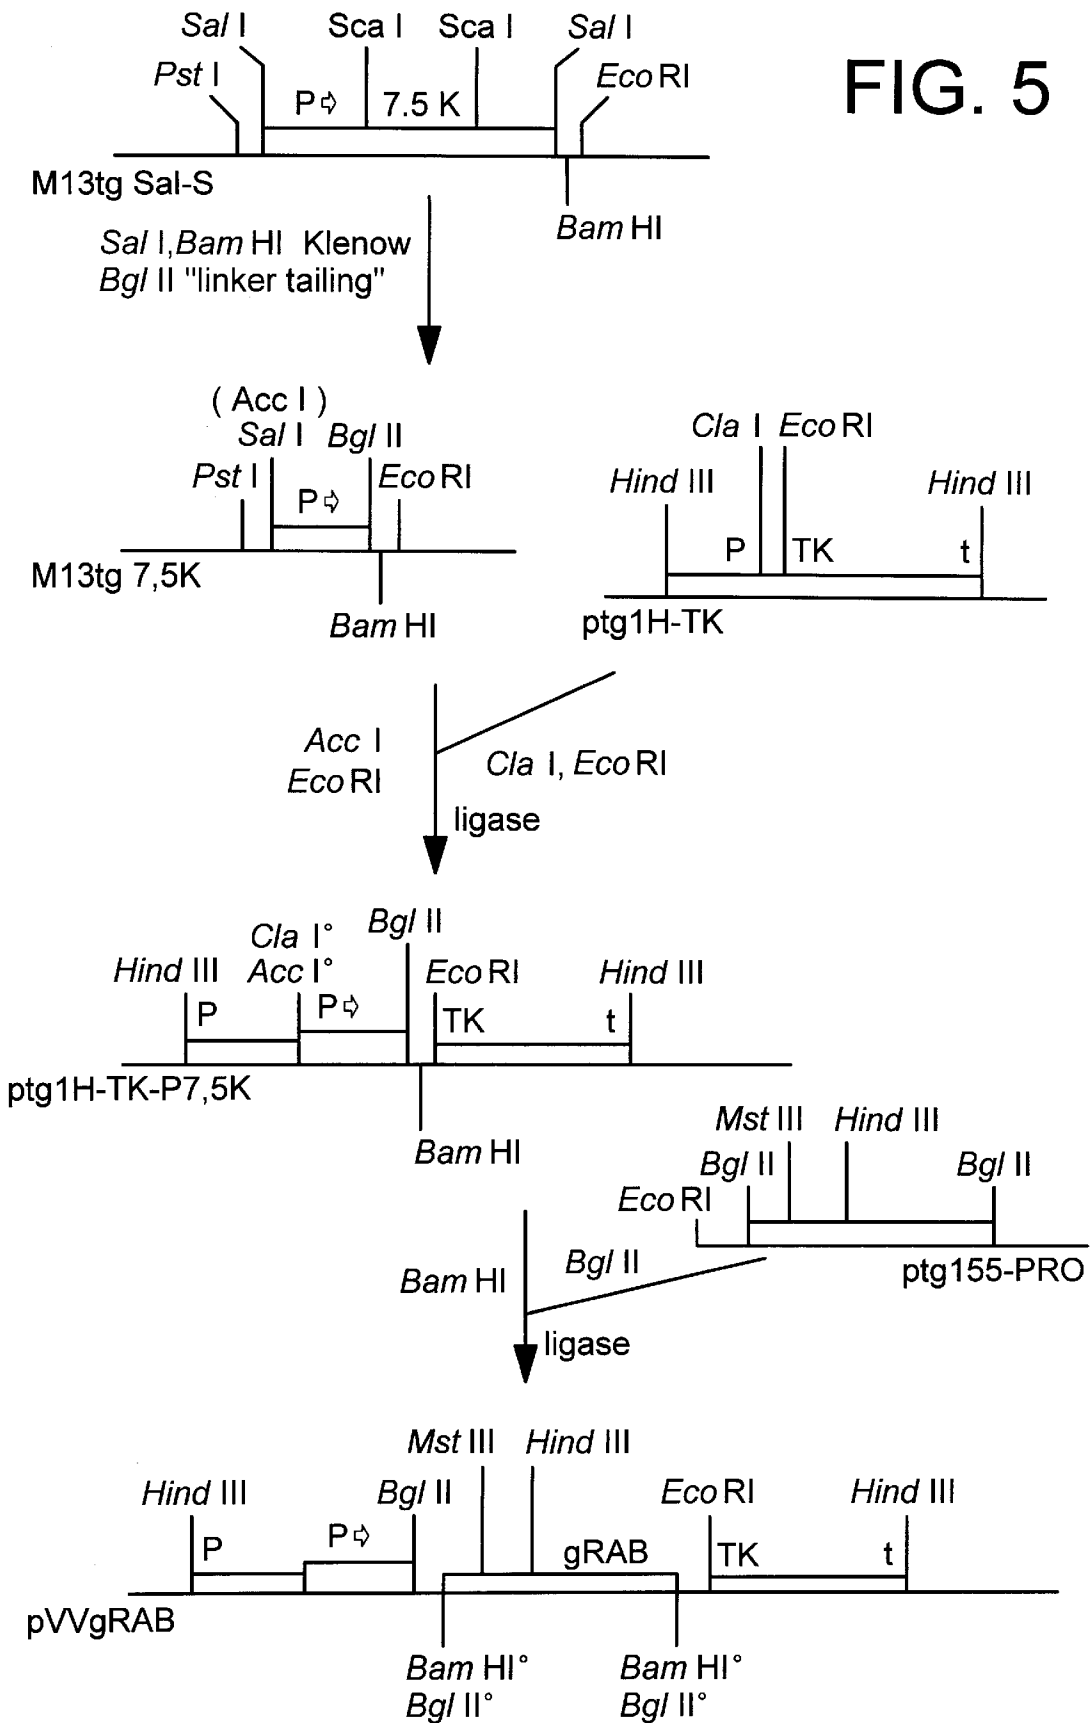 FIG. 5
Sal I Sca I Sca I Sal I
Pst I Eco RI
P⇨ 7.5 K
M13tg Sal-S
Bam HI
Sal I, Bam HI Klenow
Bgl II "linker tailing"
( Acc I )
Sal I Bgl II
Pst I Eco RI
P⇨
M13tg 7,5K
Bam HI
Cla I Eco RI
Hind III Hind III
P TK t
ptg1H-TK
Acc I
Eco RI
Cla I, Eco RI
ligase
Bgl II
Cla I°
Hind III Acc I° Eco RI Hind III
P P⇨ TK t
ptg1H-TK-P7,5K
Bam HI
Mst III Hind III
Bgl II Bgl II
Eco RI
ptg155-PRO
Bam HI
Bgl II
ligase
Mst III Hind III
Hind III Bgl II Eco RI Hind III
P P⇨ gRAB TK t
pVVgRAB
Bam HI° Bam HI°
Bgl II° Bgl II°